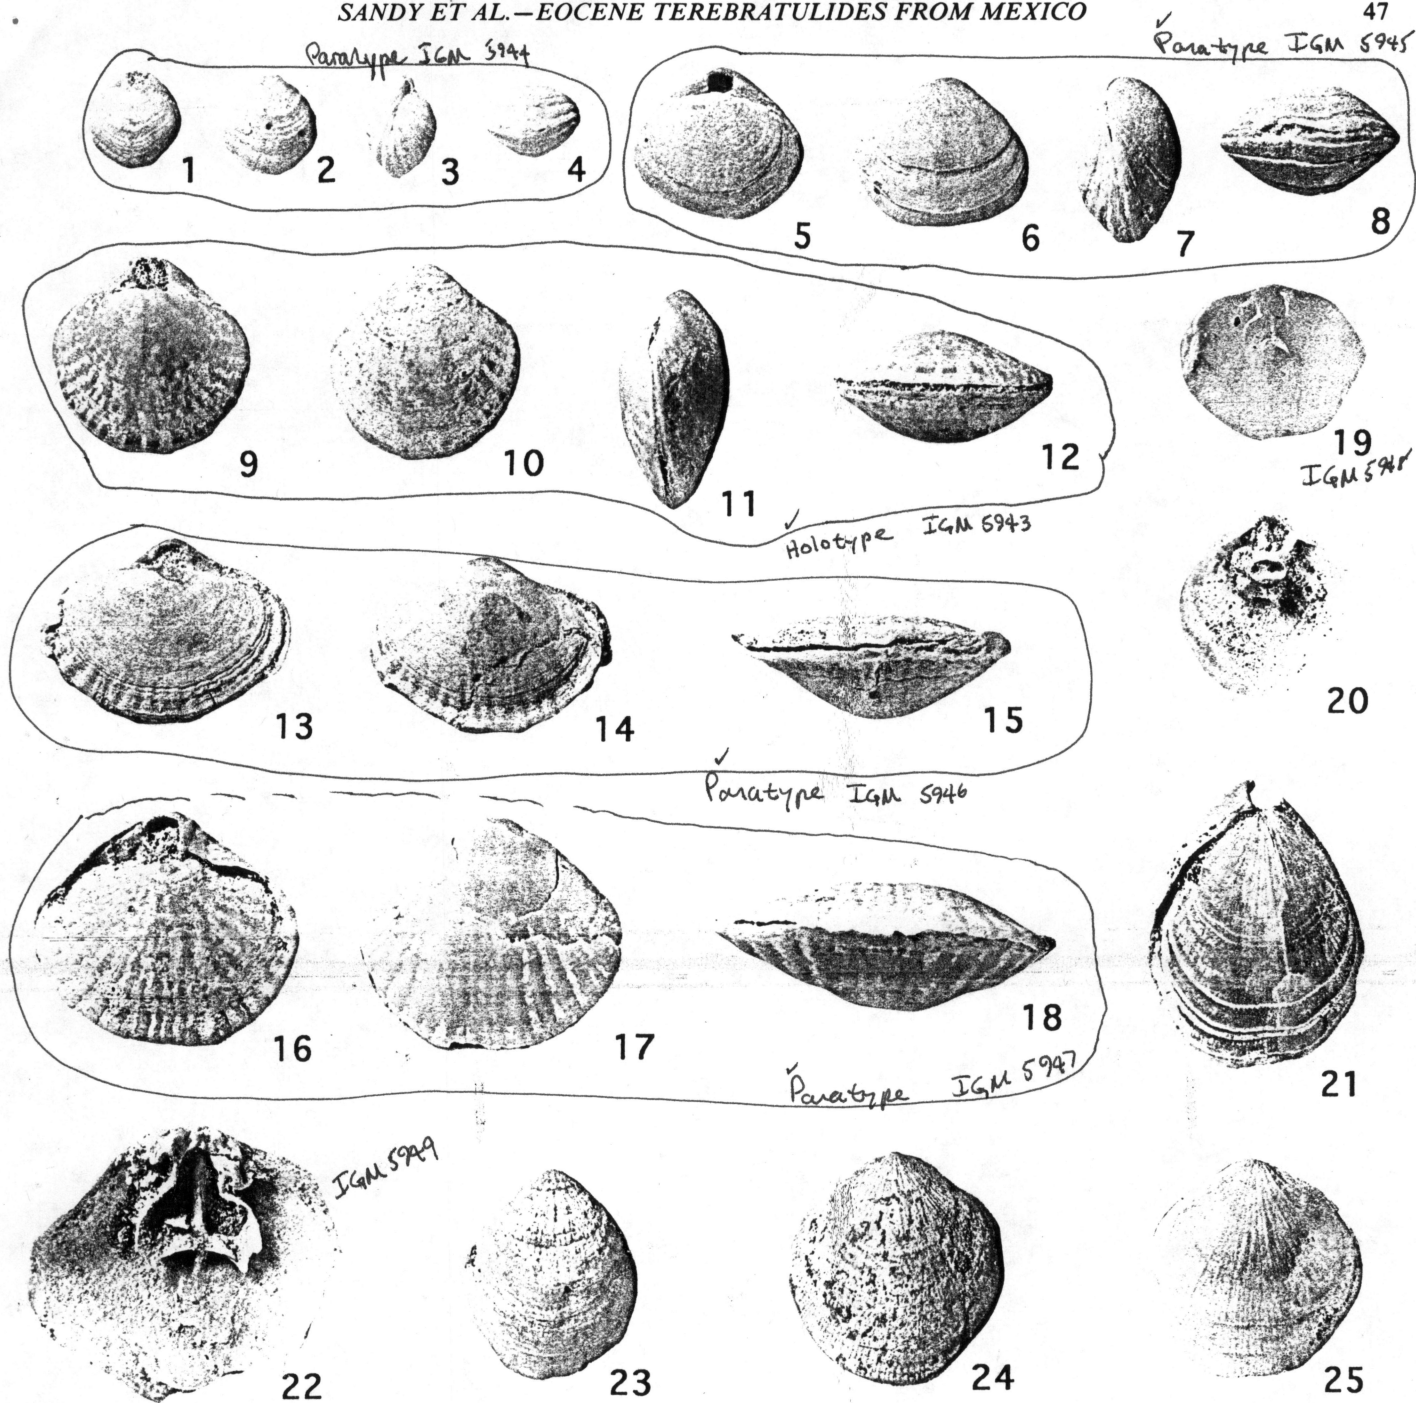 SANDY ET AL.—EOCENE TEREBRATULIDES FROM MEXICO 47
Paratype IGM 5944
Paratype IGM 5945
1 2 3 4
5 6 7 8
9 10 11 12
19
IGM 5948
Holotype IGM 5943
13 14 15
20
Paratype IGM 5946
16 17 18
21
Paratype IGM 5947
IGM 5949
22 23 24 25